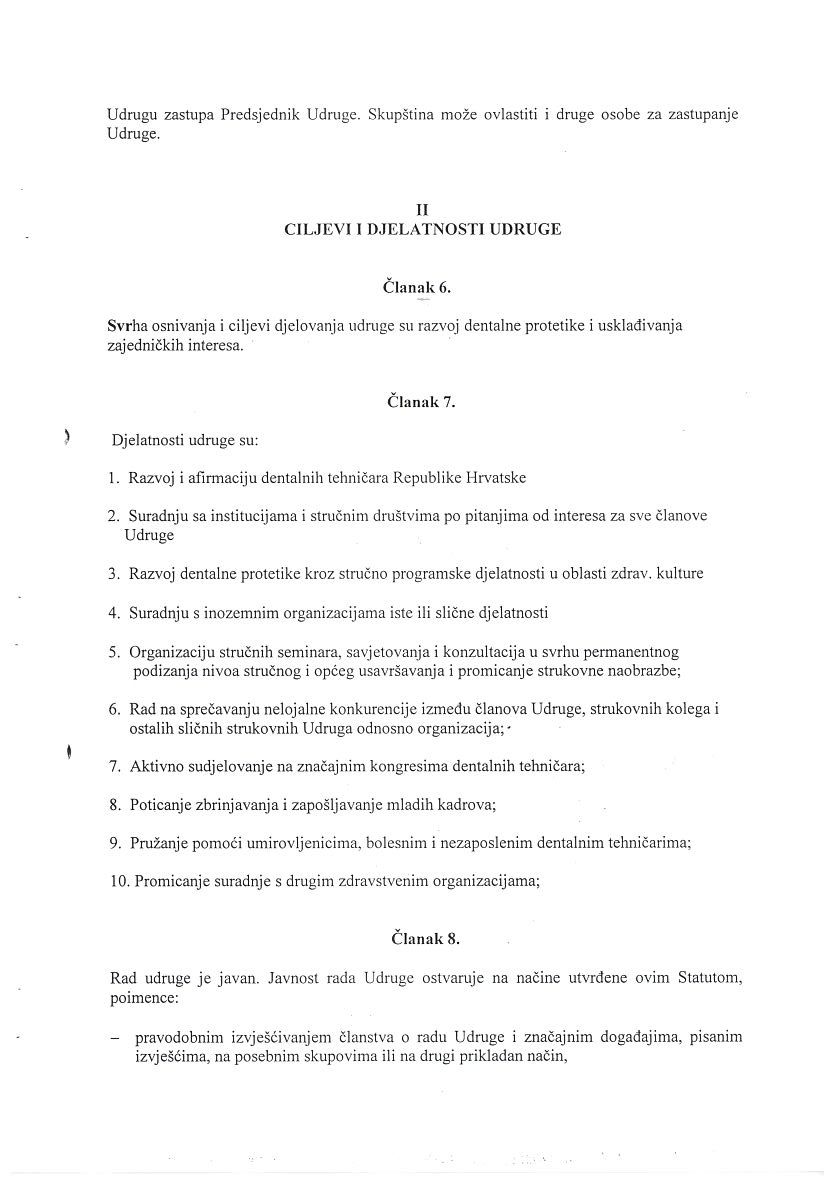 Udrugu zastupa Predsjednik Udruge. Skupština može ovlastiti i druge osobe za zastupanje
Udruge.
II
CILJEVI I DJELATNOSTI UDRUGE
Članak 6.
Svrha osnivanja i ciljevi djelovanja udruge su razvoj dentalne protetike i usklađivanja
zajedničkih interesa.
Članak 7.
Djelatnosti udruge su:
1. Razvoj i afirmaciju dentalnih tehničara Republike Hrvatske
2. Suradnju sa institucijama i stručnim društvima po pitanjima od interesa za sve članove
Udruge
3. Razvoj dentalne protetike kroz stručno programske djelatnosti u oblasti zdrav. kulture
4. Suradnju s inozemnim organizacijama iste ili slične djelatnosti
5. Organizaciju stručnih seminara, savjetovanja i konzultacija u svrhu permanentnog
podizanja nivoa stručnog i općeg usavršavanja i promicanje strukovne naobrazbe;
6. Rad na sprečavanju nelojalne konkurencije između članova Udruge, strukovnih kolega i
ostalih sličnih strukovnih Udruga odnosno organizacija;
7. Aktivno sudjelovanje na značajnim kongresima dentalnih tehničara;
8. Poticanje zbrinjavanja i zapošljavanje mladih kadrova;
9. Pružanje pomoći umirovljenicima, bolesnim i nezaposlenim dentalnim tehničarima;
10. Promicanje suradnje s drugim zdravstvenim organizacijama;
Članak 8.
Rad udruge je javan. Javnost rada Udruge ostvaruje na načine utvrđene ovim Statutom,
poimence:
– pravodobnim izvješćivanjem članstva o radu Udruge i značajnim događajima, pisanim
izvješćima, na posebnim skupovima ili na drugi prikladan način,